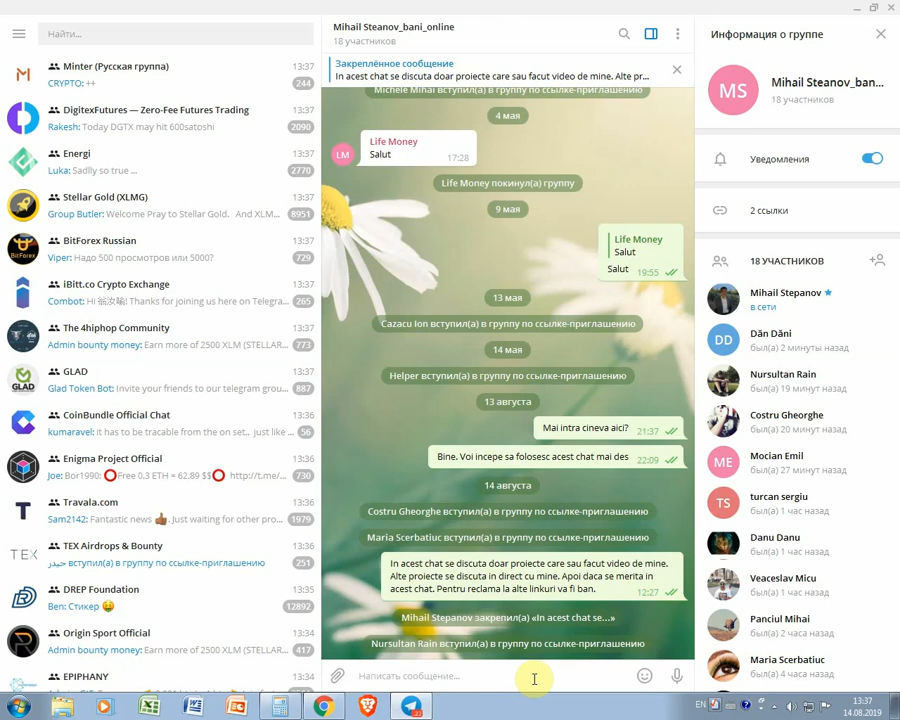 Найти...
Minter (Русская группа)
13:37
CRYPTO: ++
244
DigitexFutures — Zero-Fee Futures Trading
13:37
Rakesh: Today DGTX may hit 600satoshi
2090
Energi
13:37
Luka: Sadlly so true ...
2770
Stellar Gold (XLMG)
13:37
Group Butler: Welcome Pray to Stellar Gold. And XLM...
8951
BitForex Russian
13:37
Viper: Надо 500 просмотров или 5000?
729
iBitt.co Crypto Exchange
13:37
Combot: Hi 翁汝喻! Thanks for joining us here on Telegra...
265
The 4hiphop Community
13:37
Admin bounty money: Earn more of 2500 XLM (STELLAR...
773
GLAD
13:37
Glad Token Bot: Invite your friends to our telegram grou...
887
CoinBundle Official Chat
13:36
kumaravel: it has to be tracable from the on set.. just like ...
56
Enigma Project Official
13:36
Joe: Bor1990: ⭕Free 0.3 ETH = 62.89 $$⭕ http://t.me/...
730
Travala.com
13:36
Sam2142: Fantastic news 👍🏾. Just waiting for other pro...
1979
TEX Airdrops & Bounty
13:36
حيدر вступил(а) в группу по ссылке-приглашению
251
DREP Foundation
13:35
Ben: Стикер 🤑
12892
Origin Sport Official
13:34
Admin bounty money: Earn more of 2500 XLM (STELLAR...
417
EPIPHANY
13:34
Mihail Steanov_bani_online
18 участников
Закреплённое сообщение
In acest chat se discuta doar proiecte care sau facut video de mine. Alte pr...
Michele Mihai вступил(а) в группу по ссылке-приглашению
4 мая
LM
Life Money
Salut
17:28
Life Money покинул(а) группу
9 мая
Life Money
Salut
Salut
19:55
13 мая
Cazacu Ion вступил(а) в группу по ссылке-приглашению
14 мая
Helper вступил(а) в группу по ссылке-приглашению
13 августа
Mai intra cineva aici?
21:37
Bine. Voi incepe sa folosesc acest chat mai des
22:09
14 августа
Costru Gheorghe вступил(а) в группу по ссылке-приглашению
Maria Scerbatiuc вступил(а) в группу по ссылке-приглашению
In acest chat se discuta doar proiecte care sau facut video de mine.
Alte proiecte se discuta in direct cu mine. Apoi daca se merita in
acest chat. Pentru reclama la alte linkuri va fi ban.
12:27
Mihail Stepanov закрепил(а) «In acest chat se...»
Nursultan Rain вступил(а) в группу по ссылке-приглашению
Написать сообщение...
Информация о группе
MS
Mihail Steanov_ban...
18 участников
Уведомления
2 ссылки
18 УЧАСТНИКОВ
Mihail Stepanov
в сети
DD
Dăn Dăni
был(а) 2 минуты назад
Nursultan Rain
был(а) 19 минут назад
Costru Gheorghe
был(а) 20 минут назад
ME
Mocian Emil
был(а) 27 минут назад
TS
turcan sergiu
был(а) 1 час назад
Danu Danu
был(а) 1 час назад
Veaceslav Micu
был(а) 1 час назад
Panciul Mihai
был(а) 2 часа назад
Maria Scerbatiuc
был(а) 4 часа назад
EN
13:37
14.08.2019